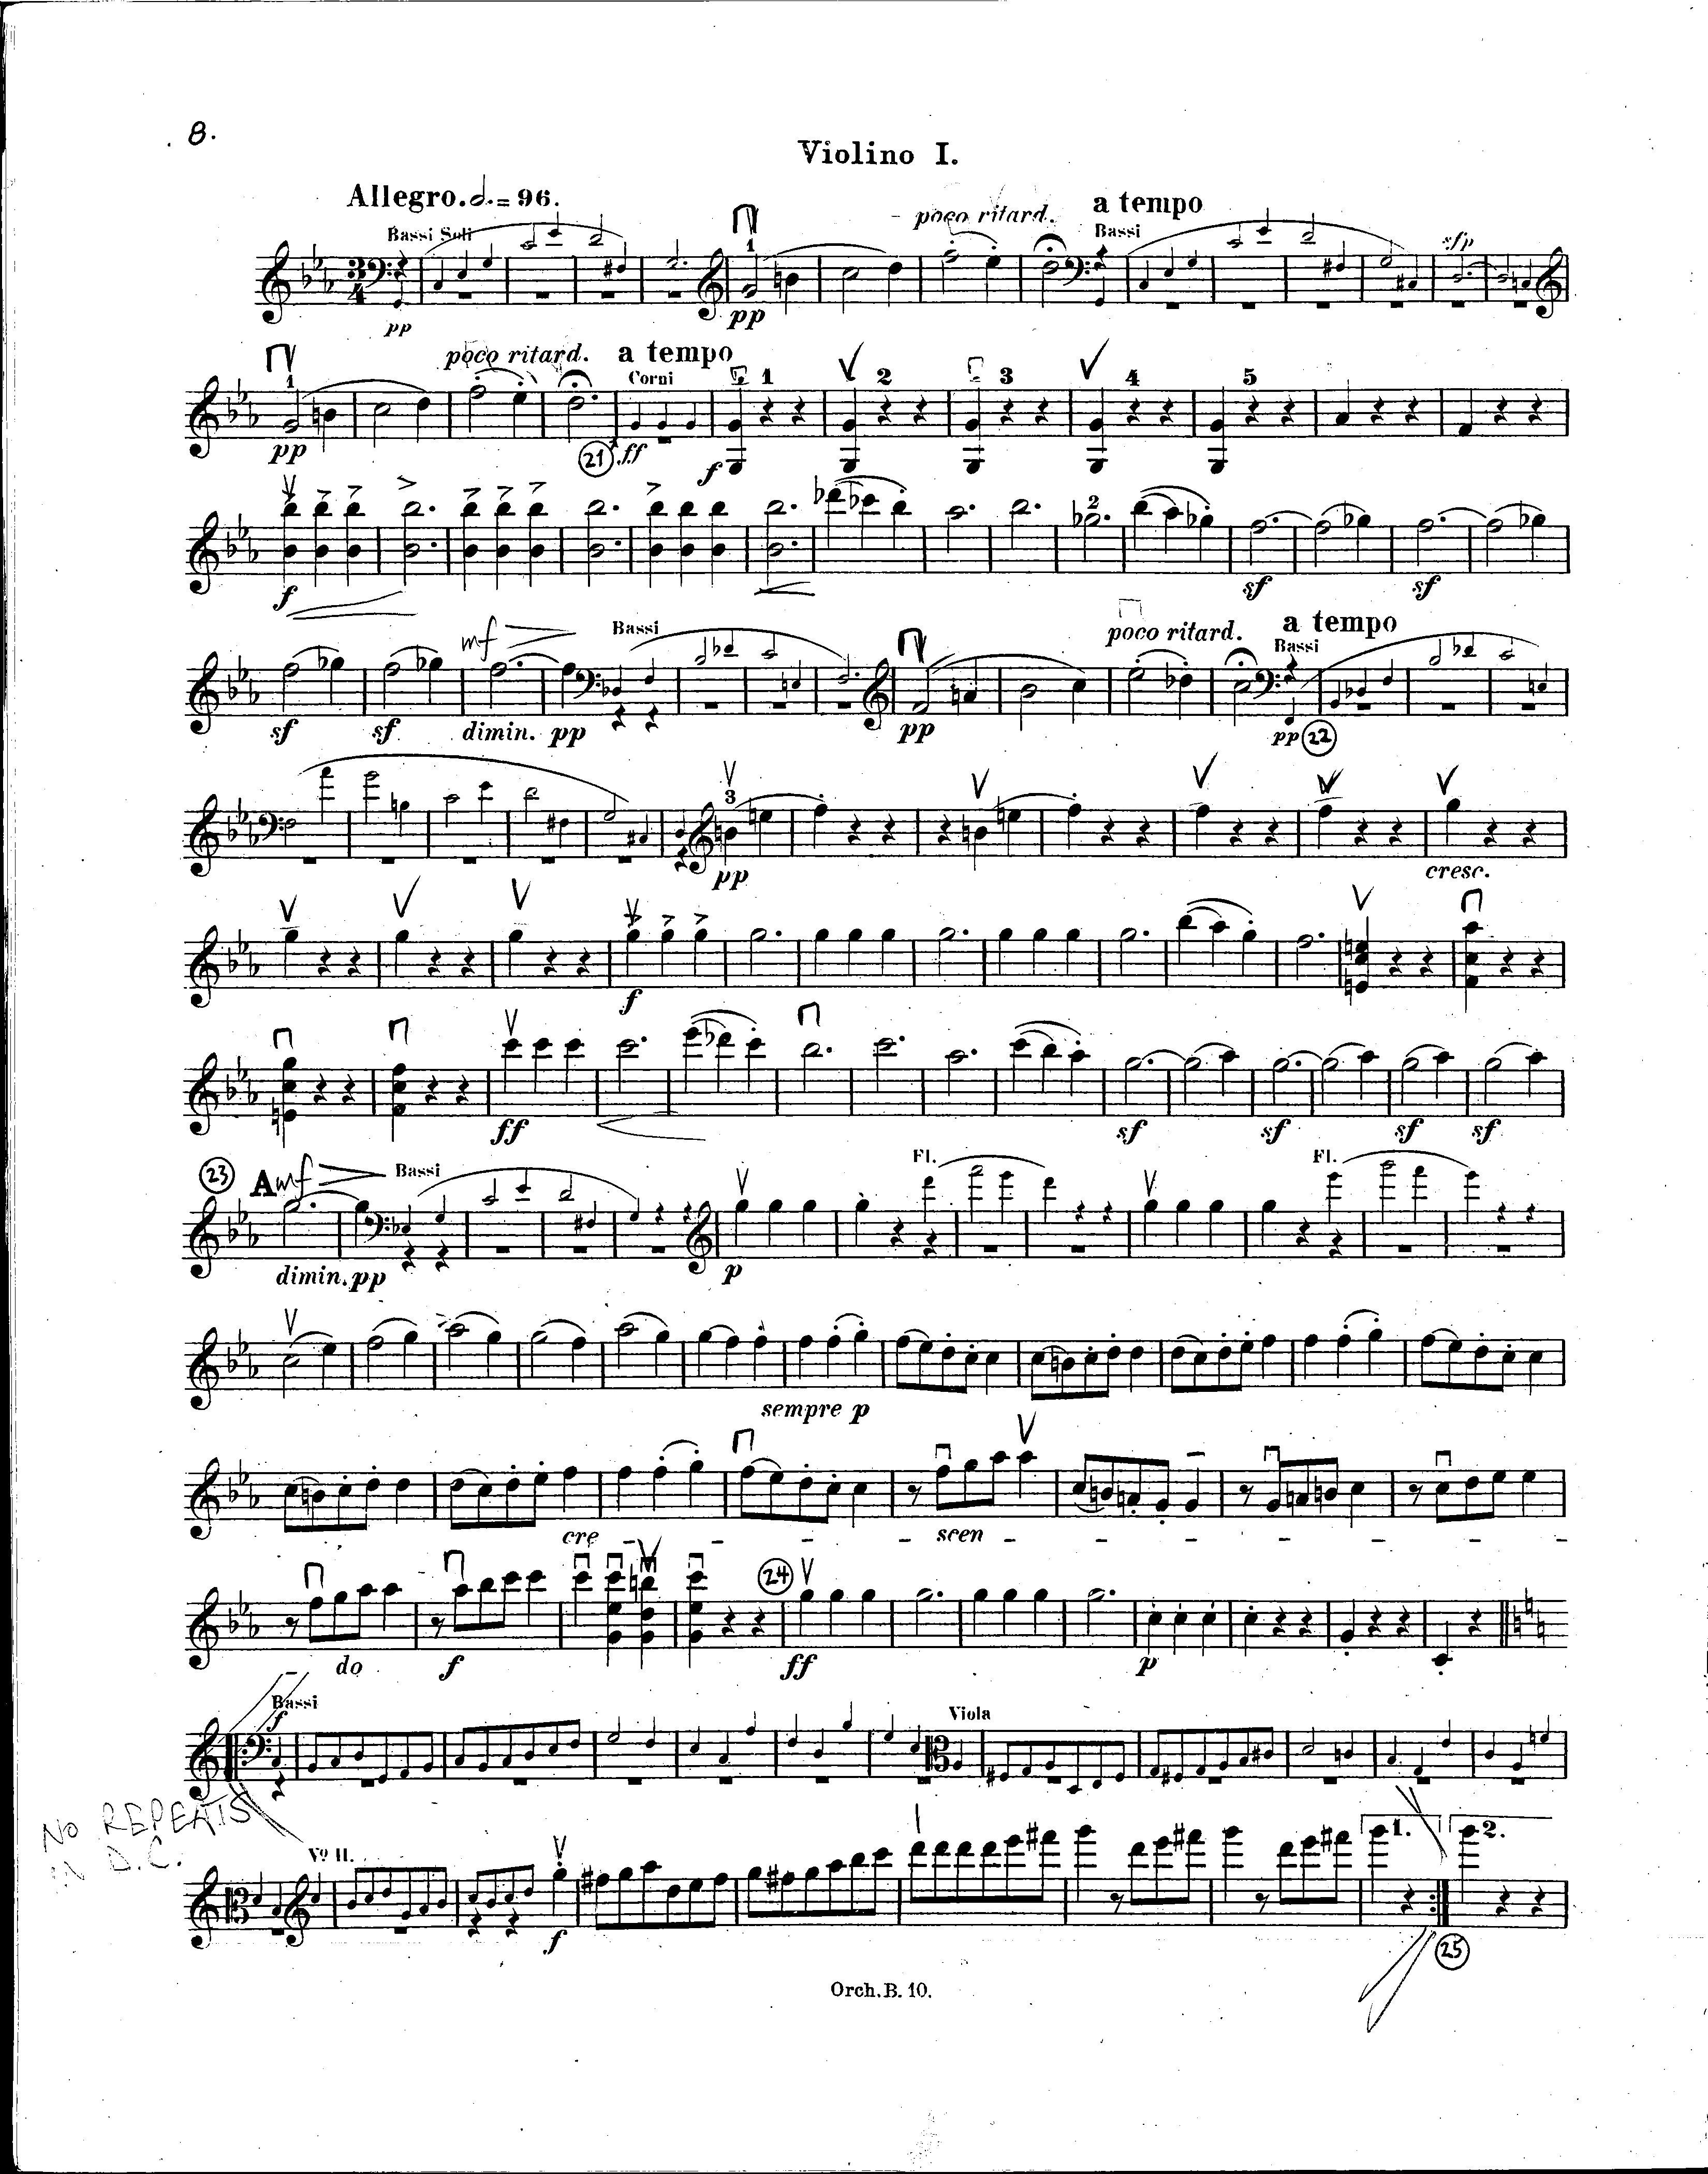 8.
Violino I.
Allegro. 𝅗𝅥. = 96.
poco ritard. a tempo
Bassi Soli 1 Bassi sfp
3 4
pp pp
poco ritard. a tempo
1 Corni 1 2 3 4 5
pp 21 ff f
2
f sf sf
mf Bassi poco ritard. a tempo
Bassi
sf sf dimin. pp pp pp 22
3
pp cresc.
f
ff sf sf sf sf
23 A mf Bassi Fl. Fl.
dimin. pp p
sempre p
cre - - - scen - - - - - - -
24
do f ff p
Bassi Viola
f
NO REPEATS
IN D.C.
Vº II. 1. 2.
f 25
Orch. B. 10.